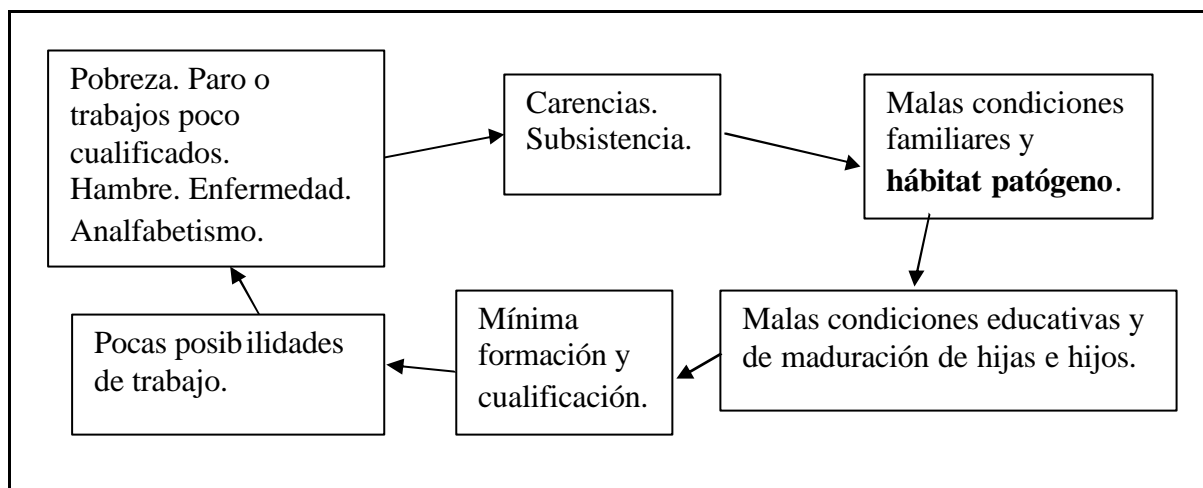 Pobreza. Paro o
trabajos poco
cualificados.
Hambre. Enfermedad.
Analfabetismo.
Carencias.
Subsistencia.
Malas condiciones
familiares y
hábitat patógeno.
Malas condiciones educativas y
de maduración de hijas e hijos.
Mínima
formación y
cualificación.
Pocas posibilidades
de trabajo.